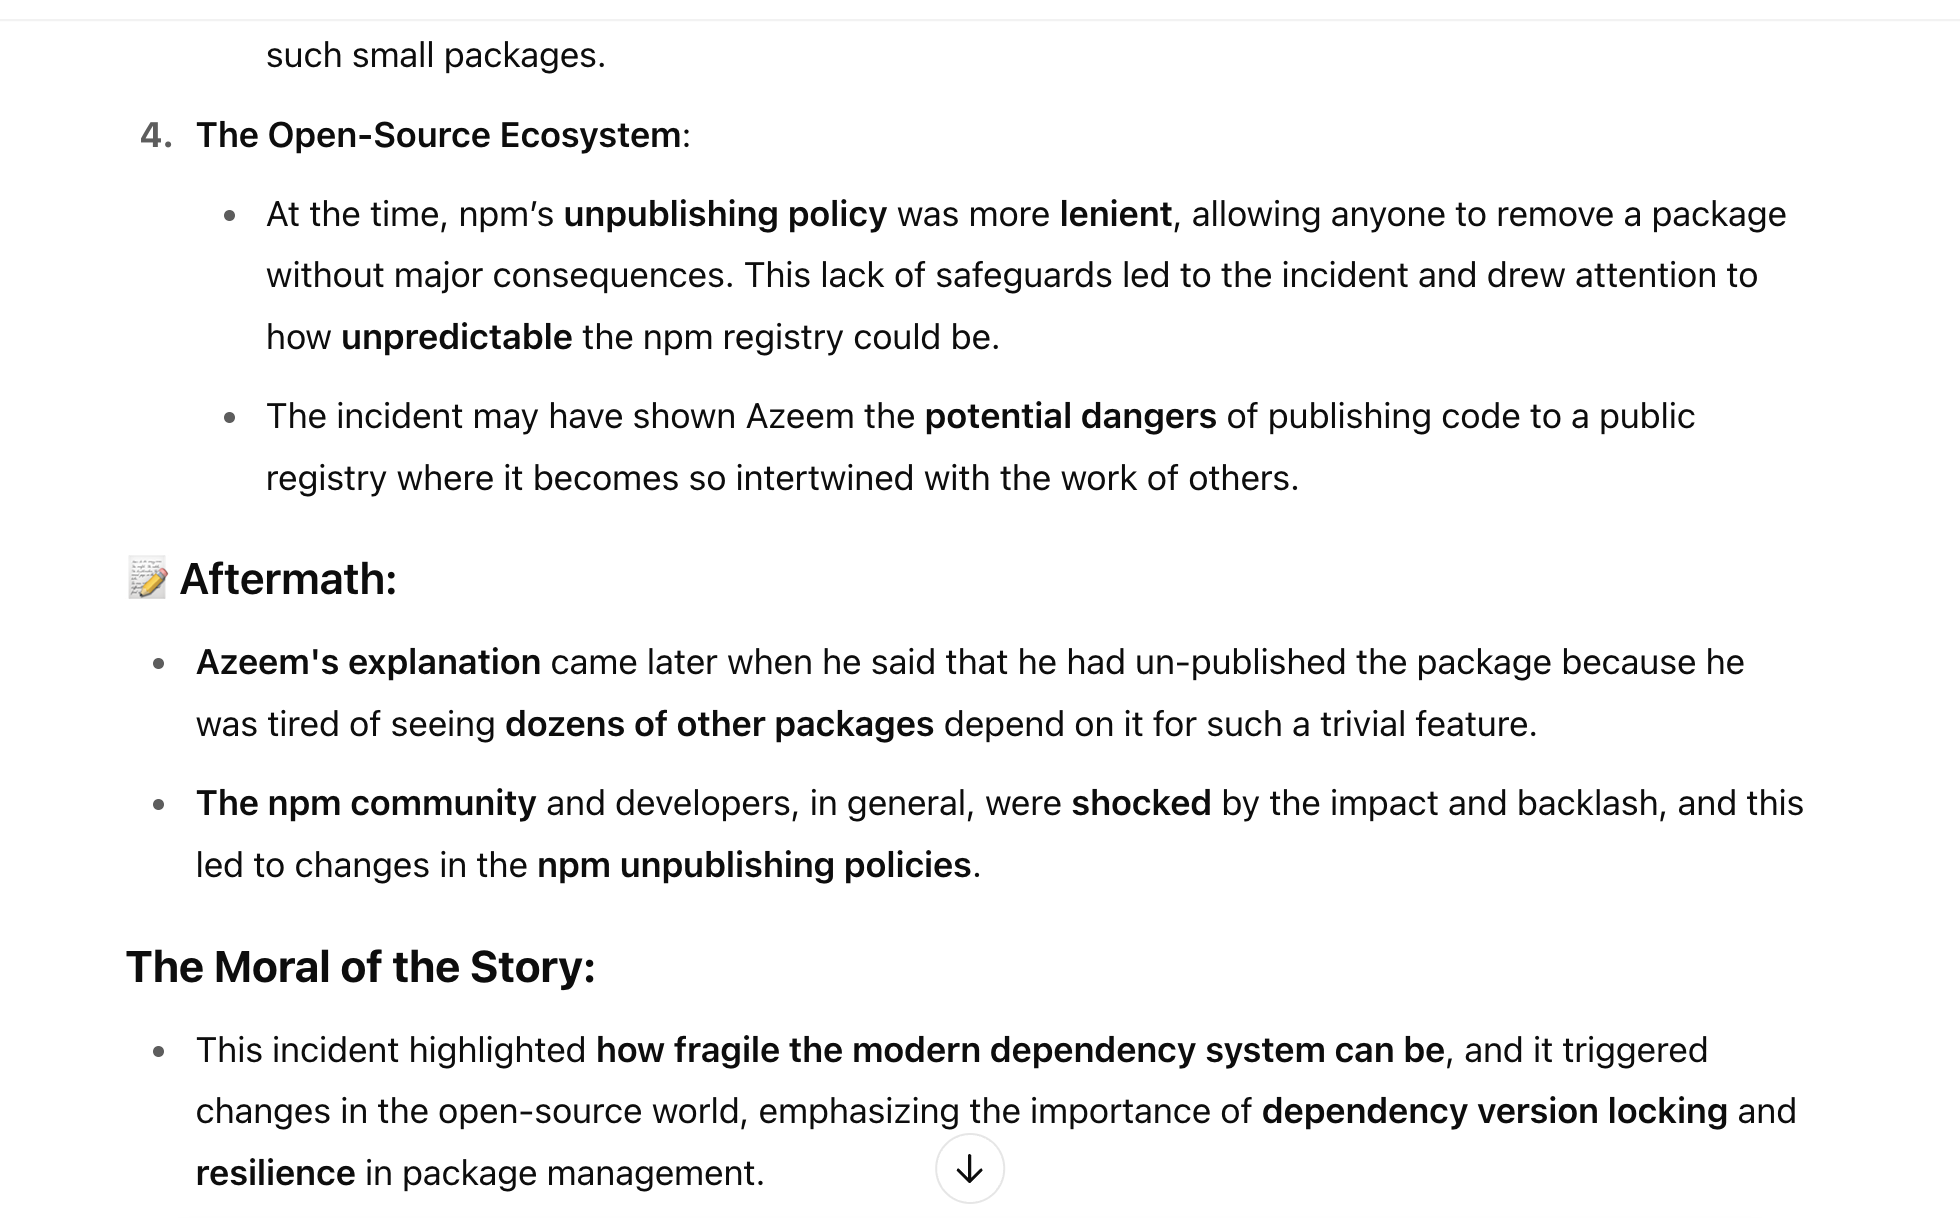 such small packages.
4. The Open-Source Ecosystem:
• At the time, npm’s unpublishing policy was more lenient, allowing anyone to remove a package
without major consequences. This lack of safeguards led to the incident and drew attention to
how unpredictable the npm registry could be.
• The incident may have shown Azeem the potential dangers of publishing code to a public
registry where it becomes so intertwined with the work of others.
📝 Aftermath:
• Azeem's explanation came later when he said that he had un-published the package because he
was tired of seeing dozens of other packages depend on it for such a trivial feature.
• The npm community and developers, in general, were shocked by the impact and backlash, and this
led to changes in the npm unpublishing policies.
The Moral of the Story:
• This incident highlighted how fragile the modern dependency system can be, and it triggered
changes in the open-source world, emphasizing the importance of dependency version locking and
resilience in package management.